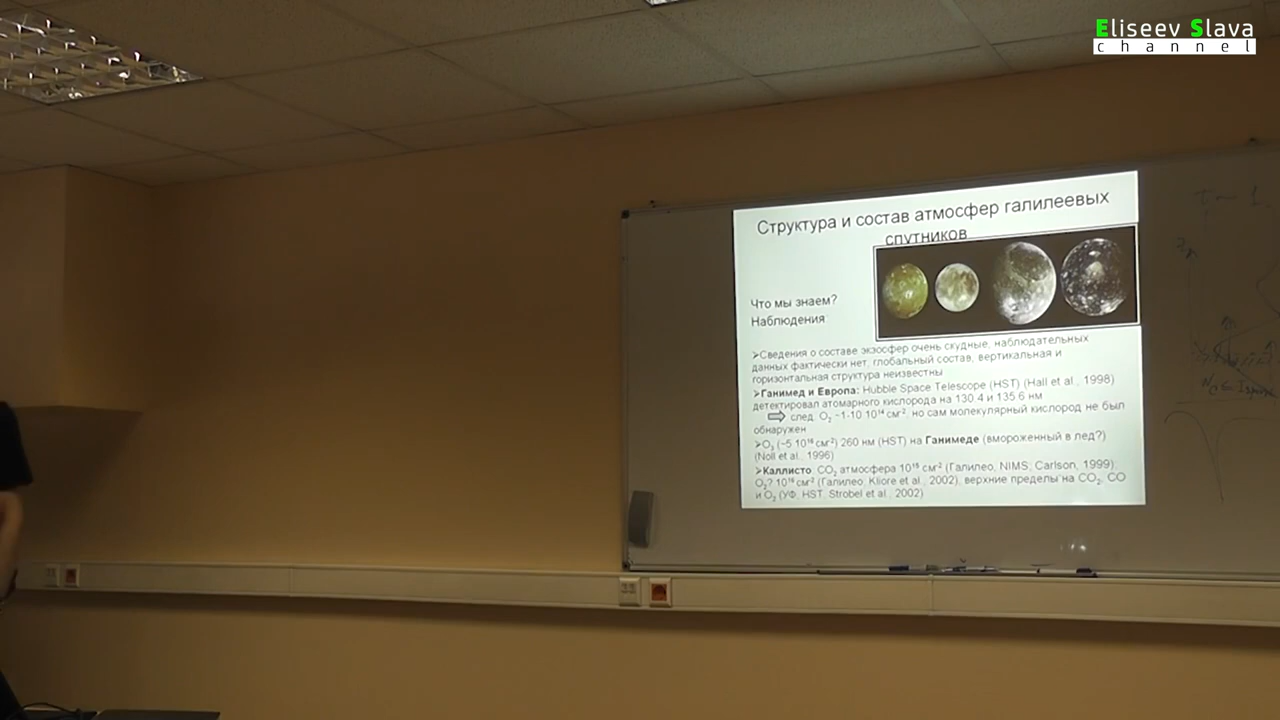 Eliseev Slava
channel
Структура и состав атмосфер галилеевых
спутников
Что мы знаем?
Наблюдения
➢Сведения о составе экзосфер очень скудные, наблюдательных
данных фактически нет, глобальный состав, вертикальная и
горизонтальная структура неизвестны
➢Ганимед и Европа: Hubble Space Telescope (HST) (Hall et al., 1998)
детектировал атомарного кислорода на 130.4 и 135.6 нм
⇨ след. O₂ ~1-10 10¹⁴ см⁻², но сам молекулярный кислород не был
обнаружен
➢O₃ (~5 10¹⁶ см⁻²) 260 нм (HST) на Ганимеде (вмороженный в лед?)
(Noll et al., 1996)
➢Каллисто: CO₂ атмосфера 10¹⁵ см⁻² (Галилео, NIMS; Carlson, 1999);
O₂? 10¹⁶ см⁻² (Галилео; Kliore et al., 2002), верхние пределы на CO₂, CO
и O₂ (УФ, HST, Strobel et al., 2002)